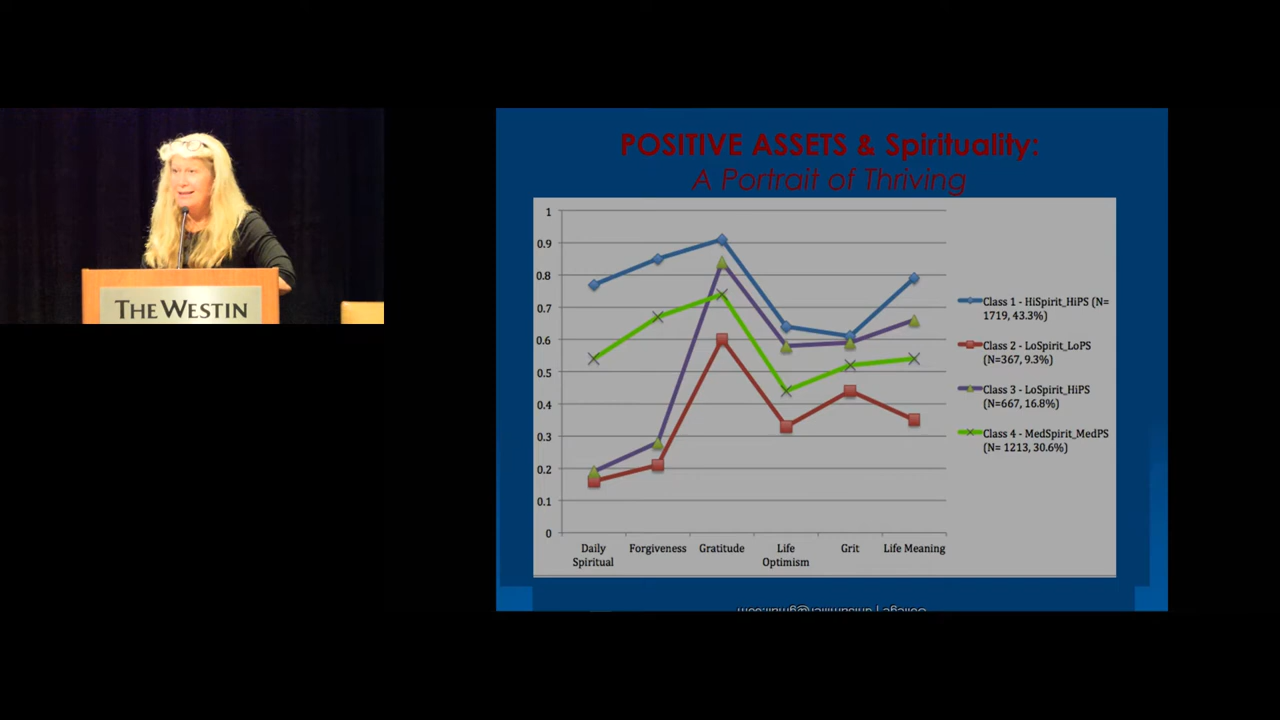 THE WESTIN
POSITIVE ASSETS & Spirituality:
A Portrait of Thriving
1
0.9
0.8
0.7
0.6
0.5
0.4
0.3
0.2
0.1
0
Daily
Spiritual
Forgiveness
Gratitude
Life
Optimism
Grit
Life Meaning
Class 1 - HiSpirit_HiPS (N=
1719, 43.3%)
Class 2 - LoSpirit_LoPS
(N=367, 9.3%)
Class 3 - LoSpirit_HiPS
(N=667, 16.8%)
Class 4 - MedSpirit_MedPS
(N= 1213, 30.6%)